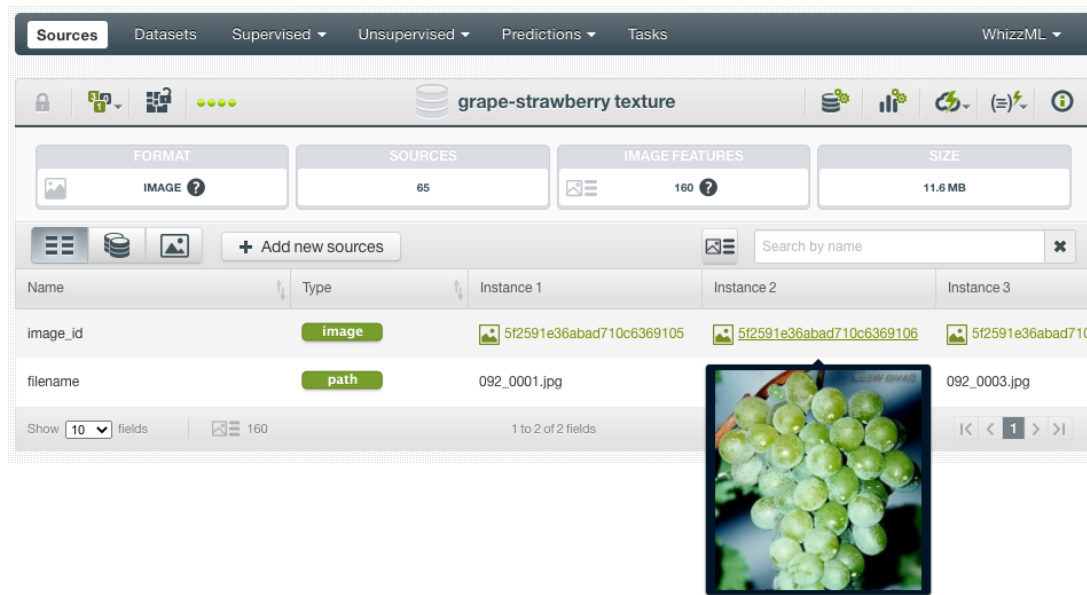 Sources Datasets Supervised Unsupervised Predictions Tasks WhizzML
grape-strawberry texture
FORMAT SOURCES IMAGE FEATURES SIZE
IMAGE ? 65 160 ? 11.6 MB
+ Add new sources Search by name
Name Type Instance 1 Instance 2 Instance 3
image_id image 5f2591e36abad710c6369105 5f2591e36abad710c6369106 5f2591e36abad710
filename path 092_0001.jpg 092_0003.jpg
Show 10 fields 160 1 to 2 of 2 fields 1